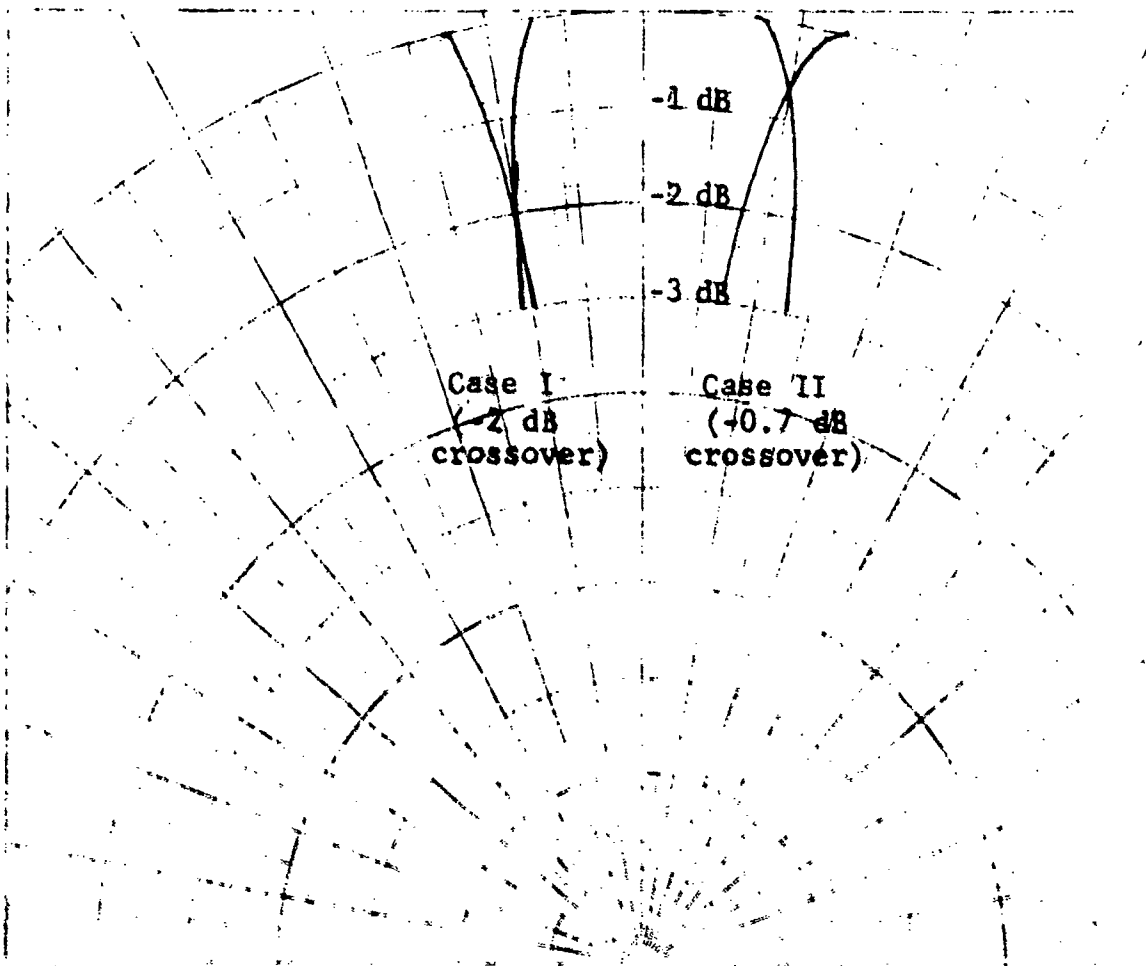 -1 dB
-2 dB
-3 dB
Case I
(-2 dB
crossover)
Case II
(-0.7 dB
crossover)